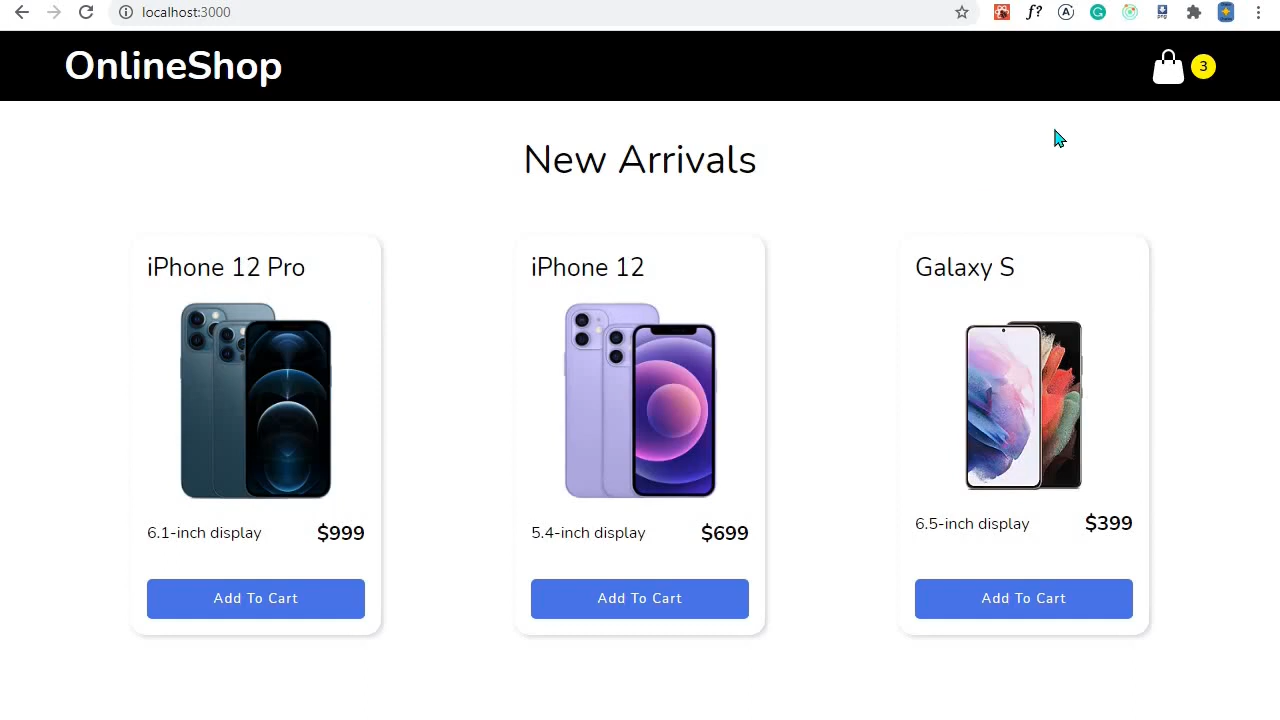 localhost:3000
OnlineShop
3
New Arrivals
iPhone 12 Pro
6.1-inch display $999
Add To Cart
iPhone 12
5.4-inch display $699
Add To Cart
Galaxy S
6.5-inch display $399
Add To Cart